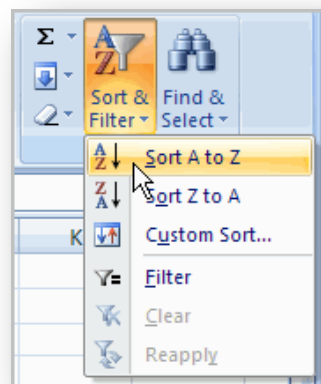 Σ
Sort & Filter
Find & Select
Sort A to Z
Sort Z to A
Custom Sort...
Filter
Clear
Reapply
K